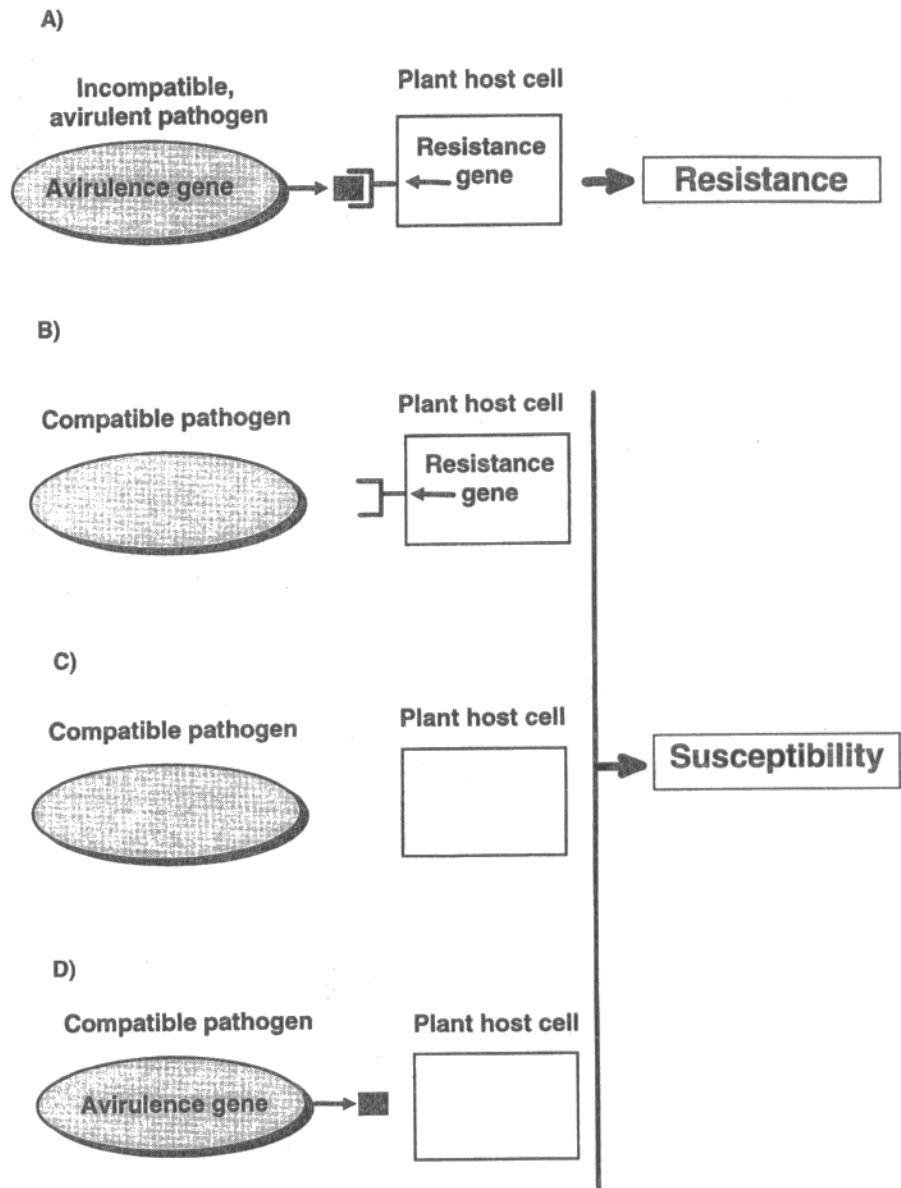 A)
Incompatible,
avirulent pathogen
Avirulence gene
Plant host cell
Resistance
gene
Resistance
B)
Compatible pathogen
Plant host cell
Resistance
gene
C)
Compatible pathogen
Plant host cell
Susceptibility
D)
Compatible pathogen
Avirulence gene
Plant host cell